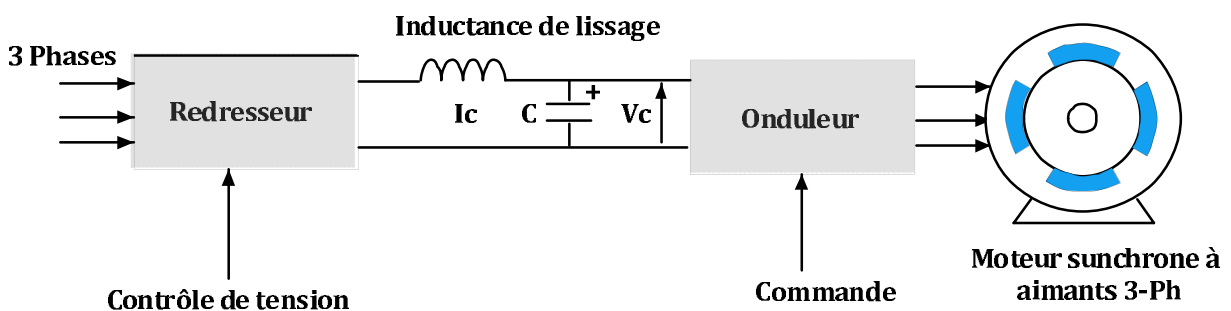 Inductance de lissage
3 Phases
Redresseur
Ic
C
+
Vc
Onduleur
Contrôle de tension
Commande
Moteur sunchrone à
aimants 3-Ph